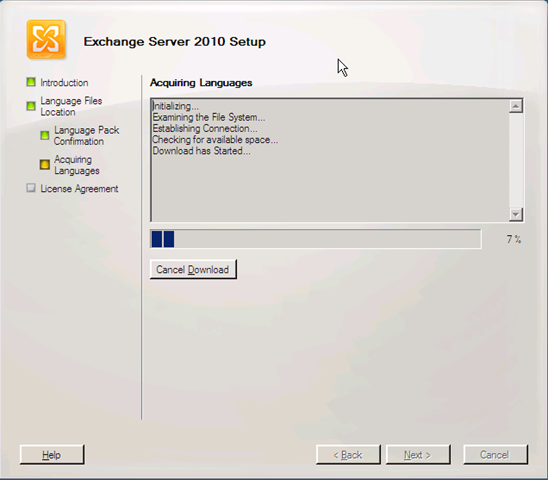 Exchange Server 2010 Setup
Introduction
Language Files
Location
Language Pack
Confirmation
Acquiring
Languages
License Agreement
Acquiring Languages
Initializing...
Examining the File System...
Establishing Connection...
Checking for available space...
Download has Started...
7 %
Cancel Download
Help
< Back
Next >
Cancel